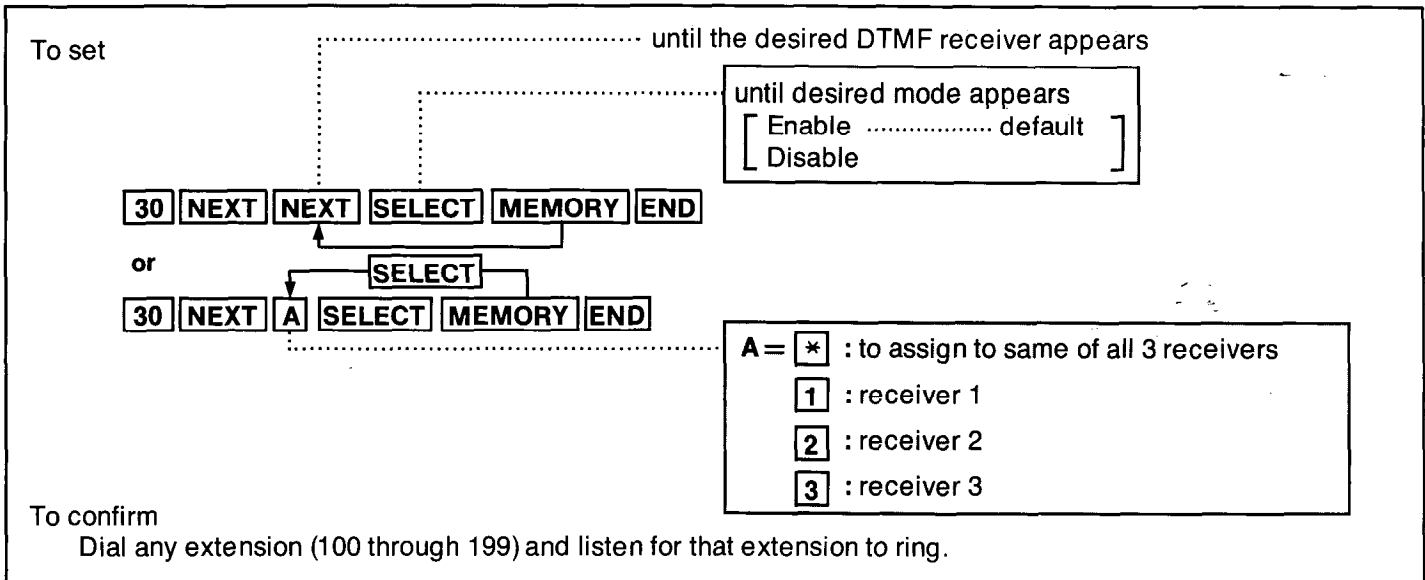 To set
until the desired DTMF receiver appears
until desired mode appears
[ Enable .................. default ]
Disable
30 NEXT NEXT SELECT MEMORY END
or
SELECT
30 NEXT A SELECT MEMORY END
A = * : to assign to same of all 3 receivers
1 : receiver 1
2 : receiver 2
3 : receiver 3
To confirm
Dial any extension (100 through 199) and listen for that extension to ring.